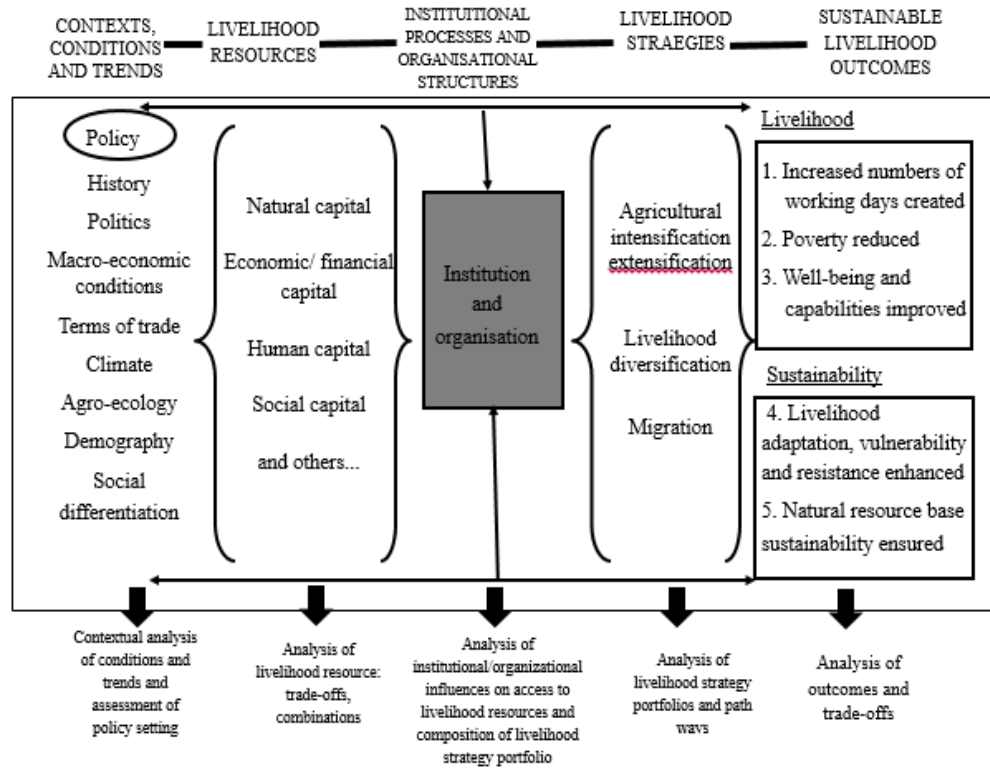 CONTEXTS,
CONDITIONS
AND TRENDS
LIVELIHOOD
RESOURCES
INSTITUITIONAL
PROCESSES AND
ORGANISATIONAL
STRUCTURES
LIVELIHOOD
STRAEGIES
SUSTAINABLE
LIVELIHOOD
OUTCOMES
Policy
History
Politics
Macro-economic
conditions
Terms of trade
Climate
Agro-ecology
Demography
Social
differentiation
Natural capital
Economic/ financial
capital
Human capital
Social capital
and others...
Institution
and
organisation
Agricultural
intensification
extensification
Livelihood
diversification
Migration
Livelihood
1. Increased numbers of
working days created
2. Poverty reduced
3. Well-being and
capabilities improved
Sustainability
4. Livelihood
adaptation, vulnerability
and resistance enhanced
5. Natural resource base
sustainability ensured
Contextual analysis
of conditions and
trends and
assessment of
policy setting
Analysis of
livelihood resource:
trade-offs,
combinations
Analysis of
institutional/organizational
influences on access to
livelihood resources and
composition of livelihood
strategy portfolio
Analysis of
livelihood strategy
portfolios and path
ways
Analysis of
outcomes and
trade-offs